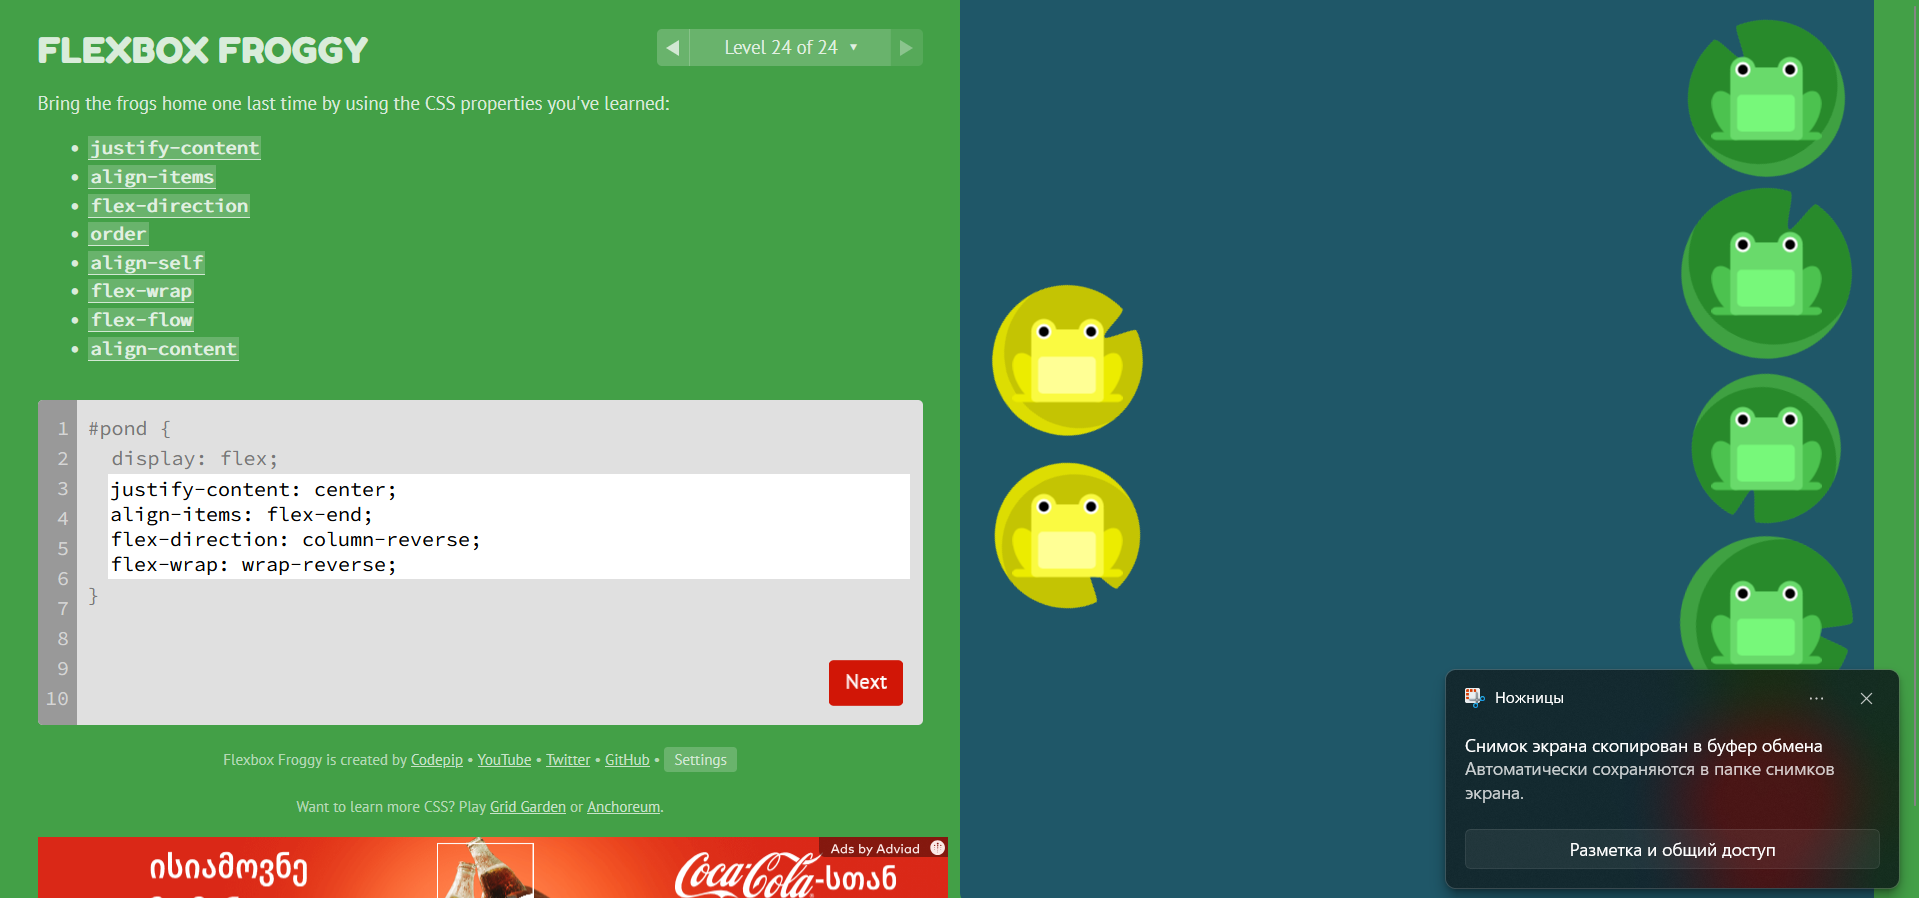 FLEXBOX FROGGY
◀ Level 24 of 24 ▼ ▶
Bring the frogs home one last time by using the CSS properties you've learned:
• justify-content
• align-items
• flex-direction
• order
• align-self
• flex-wrap
• flex-flow
• align-content
1 #pond {
2 display: flex;
3 justify-content: center;
4 align-items: flex-end;
5 flex-direction: column-reverse;
6 flex-wrap: wrap-reverse;
7 }
8
9
10
Next
Flexbox Froggy is created by Codepip • YouTube • Twitter • GitHub • Settings
Want to learn more CSS? Play Grid Garden or Anchoreum.
Ads by Adviad
ისიამოვნე
Coca-Cola-სთან
Ножницы
Снимок экрана скопирован в буфер обмена
Автоматически сохраняются в папке снимков
экрана.
Разметка и общий доступ